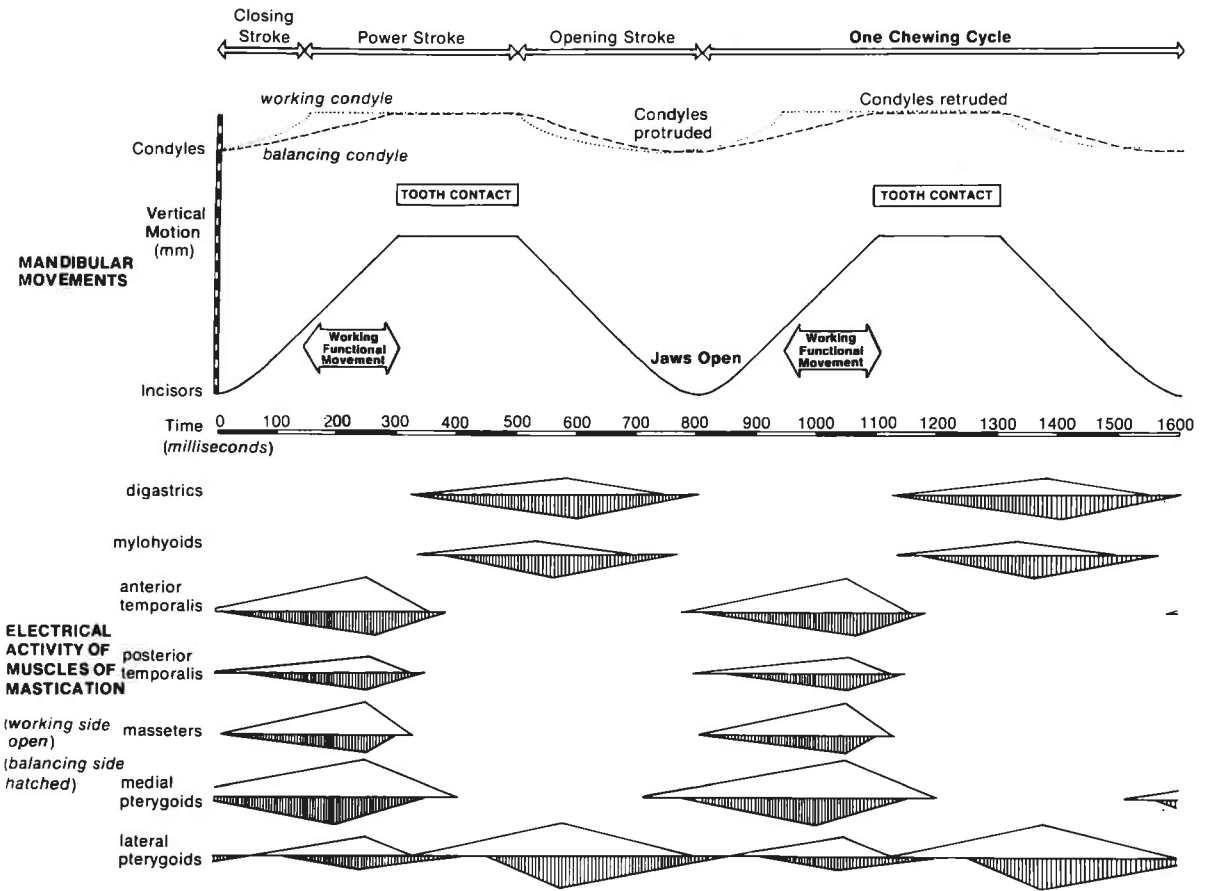 Closing
Stroke
Power Stroke
Opening Stroke
One Chewing Cycle
working condyle
Condyles retruded
Condyles
protruded
Condyles
balancing condyle
TOOTH CONTACT
TOOTH CONTACT
Vertical
Motion
(mm)
MANDIBULAR
MOVEMENTS
Working
Functional
Movement
Jaws Open
Working
Functional
Movement
Incisors
Time 0 100 200 300 400 500 600 700 800 900 1000 1100 1200 1300 1400 1500 1600
(milliseconds)
digastrics
mylohyoids
anterior
temporalis
ELECTRICAL
ACTIVITY OF
MUSCLES OF
MASTICATION
posterior
temporalis
(working side
open)
masseters
(balancing side
hatched)
medial
pterygoids
lateral
pterygoids